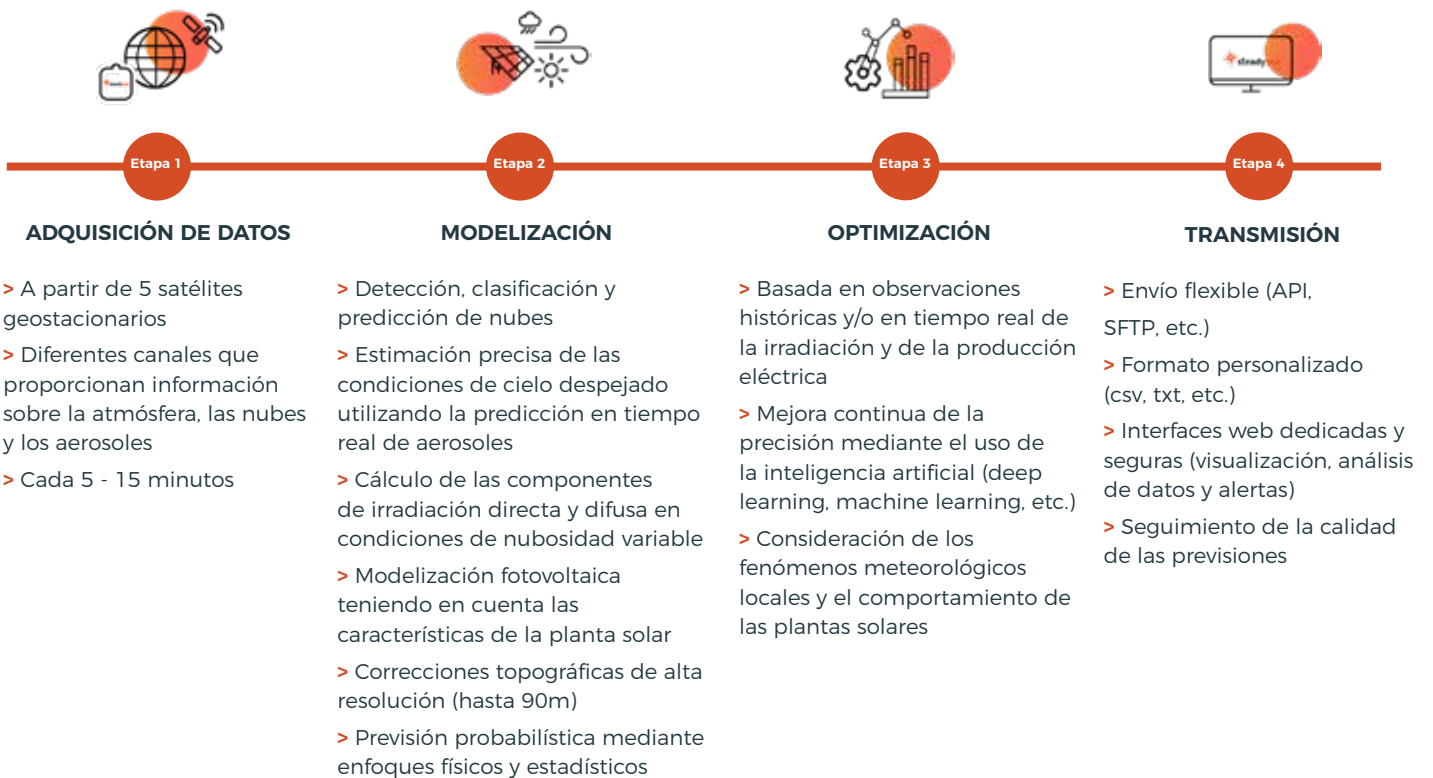 steady
Etapa 1
Etapa 2
Etapa 3
Etapa 4
ADQUISICIÓN DE DATOS
> A partir de 5 satélites
geostacionarios
> Diferentes canales que
proporcionan información
sobre la atmósfera, las nubes
y los aerosoles
> Cada 5 - 15 minutos
MODELIZACIÓN
> Detección, clasificación y
predicción de nubes
> Estimación precisa de las
condiciones de cielo despejado
utilizando la predicción en tiempo
real de aerosoles
> Cálculo de las componentes
de irradiación directa y difusa en
condiciones de nubosidad variable
> Modelización fotovoltaica
teniendo en cuenta las
características de la planta solar
> Correcciones topográficas de alta
resolución (hasta 90m)
> Previsión probabilística mediante
enfoques físicos y estadísticos
OPTIMIZACIÓN
> Basada en observaciones
históricas y/o en tiempo real de
la irradiación y de la producción
eléctrica
> Mejora continua de la
precisión mediante el uso de
la inteligencia artificial (deep
learning, machine learning, etc.)
> Consideración de los
fenómenos meteorológicos
locales y el comportamiento de
las plantas solares
TRANSMISIÓN
> Envío flexible (API,
SFTP, etc.)
> Formato personalizado
(csv, txt, etc.)
> Interfaces web dedicadas y
seguras (visualización, análisis
de datos y alertas)
> Seguimiento de la calidad
de las previsiones